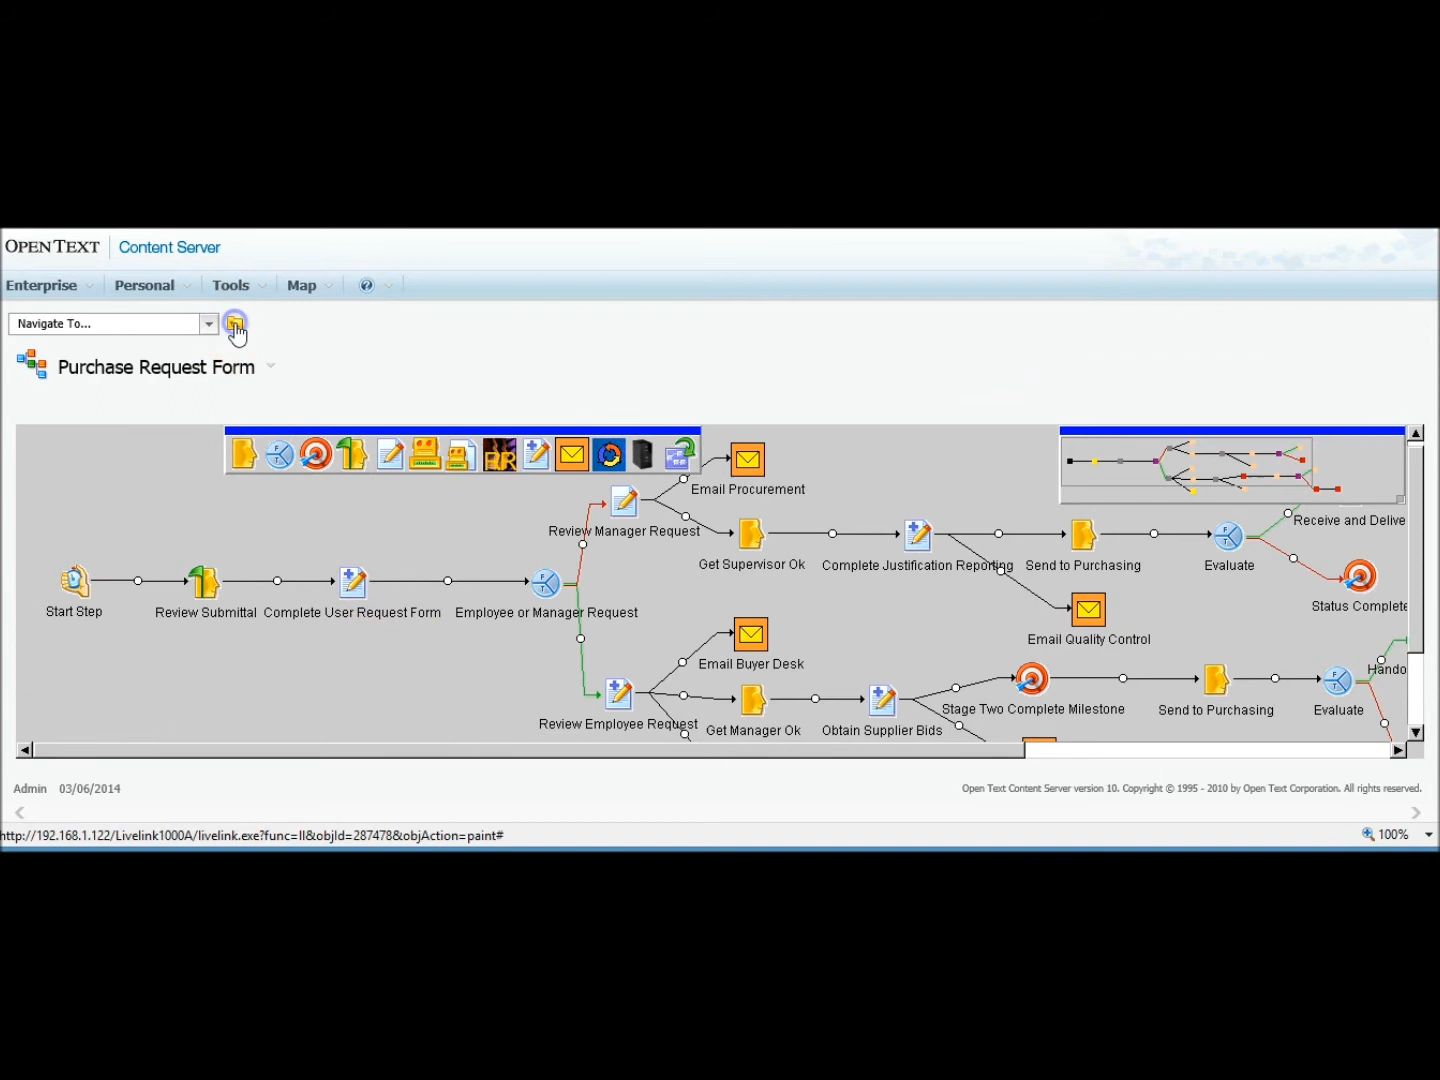 OPEN TEXT Content Server
Enterprise Personal Tools Map
Navigate To...
Purchase Request Form
Email Procurement
Review Manager Request
Receive and Delive
Get Supervisor Ok Complete Justification Reporting Send to Purchasing Evaluate
Start Step Review Submittal Complete User Request Form Employee or Manager Request Status Complete
Email Quality Control
Email Buyer Desk Hando
Stage Two Complete Milestone Send to Purchasing Evaluate
Review Employee Request Get Manager Ok Obtain Supplier Bids
Admin 03/06/2014 Open Text Content Server version 10. Copyright © 1995 - 2010 by Open Text Corporation. All rights reserved.
http://192.168.1.122/Livelink1000A/livelink.exe?func=ll&objId=287478&objAction=paint# 100%